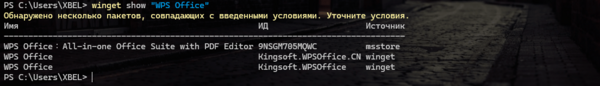 PS C:\Users\XBEL> winget show "WPS Office"
Обнаружено несколько пакетов, совпадающих с введенными условиями. Уточните условия.
Имя ИД Источник
WPS Office：All-in-one Office Suite with PDF Editor 9NSGM705MQWC msstore
WPS Office Kingsoft.WPSOffice.CN winget
WPS Office Kingsoft.WPSOffice winget
PS C:\Users\XBEL>